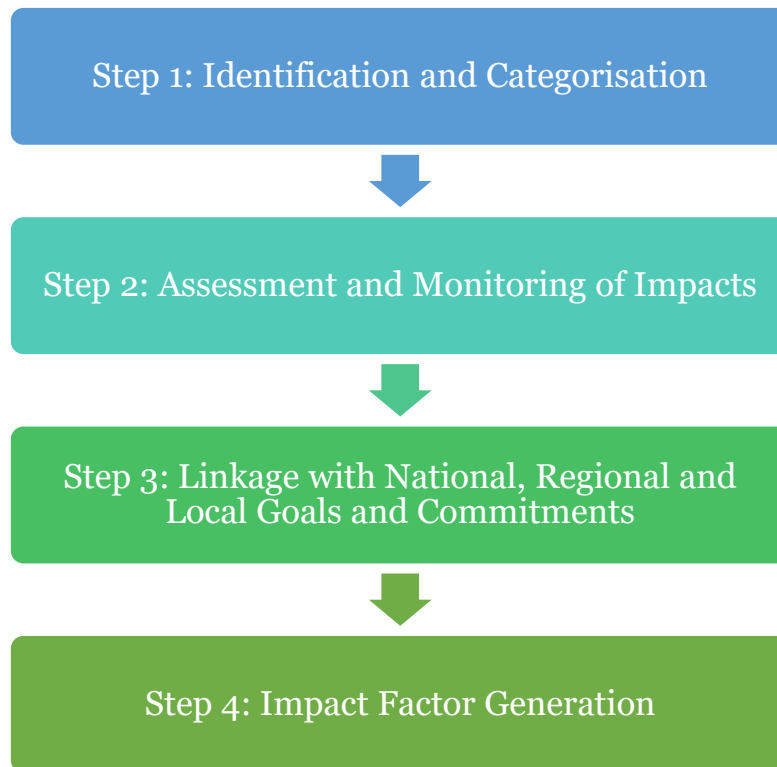 Step 1: Identification and Categorisation
Step 2: Assessment and Monitoring of Impacts
Step 3: Linkage with National, Regional and
Local Goals and Commitments
Step 4: Impact Factor Generation